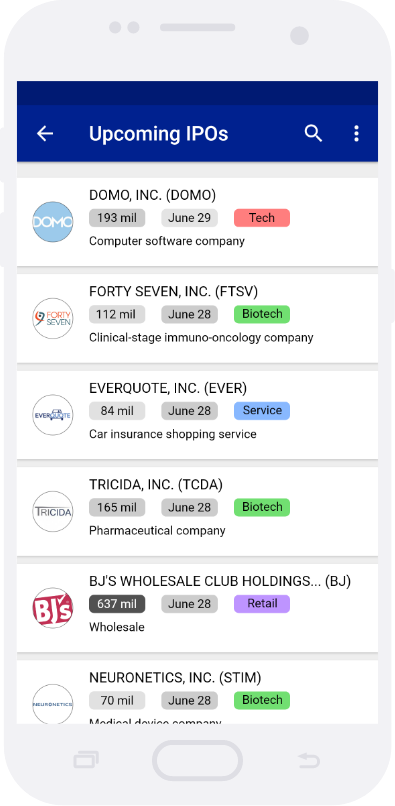 Upcoming IPOs
DOMO, INC. (DOMO)
DOMO
193 mil June 29 Tech
Computer software company
FORTY SEVEN, INC. (FTSV)
FORTY
SEVEN
112 mil June 28 Biotech
Clinical-stage immuno-oncology company
EVERQUOTE, INC. (EVER)
EVERQUOTE
84 mil June 28 Service
Car insurance shopping service
TRICIDA, INC. (TCDA)
TRICIDA
165 mil June 28 Biotech
Pharmaceutical company
BJ'S WHOLESALE CLUB HOLDINGS... (BJ)
BJ's
637 mil June 28 Retail
Wholesale
NEURONETICS, INC. (STIM)
NEURONETICS
70 mil June 28 Biotech
Medical device company